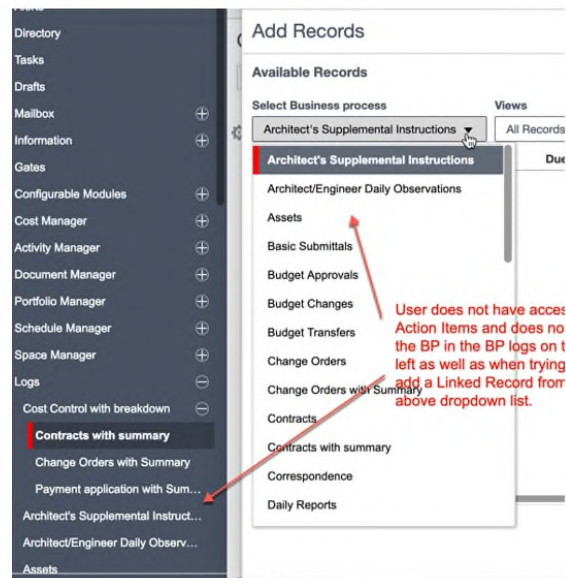 Directory
Tasks
Drafts
Mailbox
Information
Gates
Configurable Modules
Cost Manager
Activity Manager
Document Manager
Portfolio Manager
Schedule Manager
Space Manager
Logs
Cost Control with breakdown
Contracts with summary
Change Orders with Summary
Payment application with Sum...
Architect's Supplemental Instruct...
Architect/Engineer Daily Observ...
Assets
Add Records
Available Records
Select Business process
Views
Architect's Supplemental Instructions
All Records
Due
Architect's Supplemental Instructions
Architect/Engineer Daily Observations
Assets
Basic Submittals
Budget Approvals
Budget Changes
Budget Transfers
Change Orders
Change Orders with Summary
Contracts
Contracts with summary
Correspondence
Daily Reports
User does not have acces
Action Items and does no
the BP in the BP logs on t
left as well as when trying
add a Linked Record from
above dropdown list.